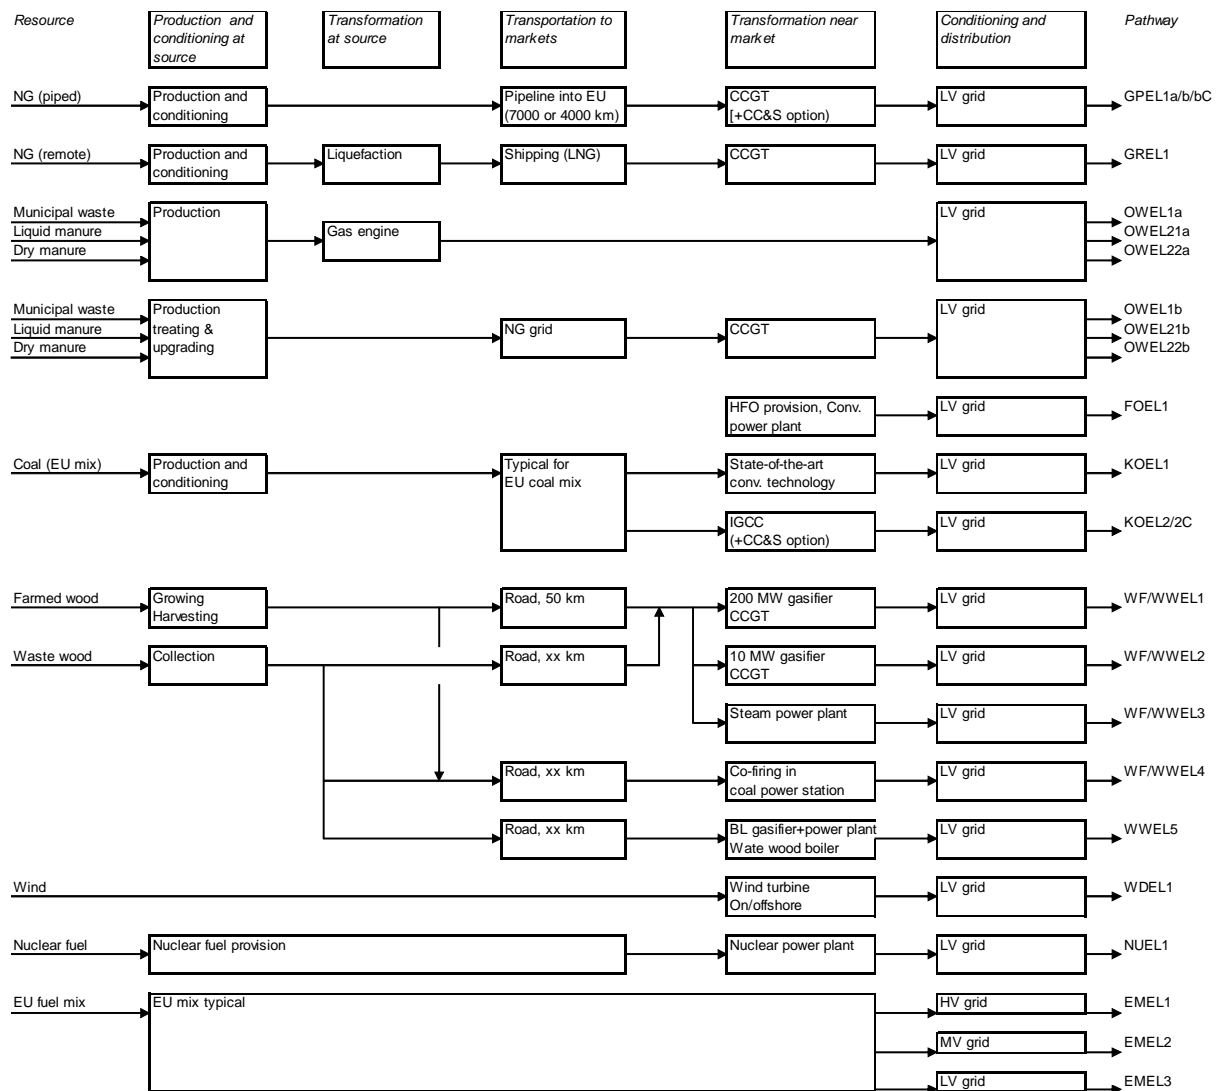 Resource
Production and
conditioning at
source
Transformation
at source
Transportation to
markets
Transformation near
market
Conditioning and
distribution
Pathway
NG (piped)
Production and
conditioning
Pipeline into EU
(7000 or 4000 km)
CCGT
[+CC&S option)
LV grid
GPEL1a/b/bC
NG (remote)
Production and
conditioning
Liquefaction
Shipping (LNG)
CCGT
LV grid
GREL1
Municipal waste
Liquid manure
Dry manure
Production
Gas engine
LV grid
OWEL1a
OWEL21a
OWEL22a
Municipal waste
Liquid manure
Dry manure
Production
treating &
upgrading
NG grid
CCGT
LV grid
OWEL1b
OWEL21b
OWEL22b
HFO provision, Conv.
power plant
LV grid
FOEL1
Coal (EU mix)
Production and
conditioning
Typical for
EU coal mix
State-of-the-art
conv. technology
LV grid
KOEL1
IGCC
(+CC&S option)
LV grid
KOEL2/2C
Farmed wood
Growing
Harvesting
Road, 50 km
200 MW gasifier
CCGT
LV grid
WF/WWEL1
Waste wood
Collection
Road, xx km
10 MW gasifier
CCGT
LV grid
WF/WWEL2
Steam power plant
LV grid
WF/WWEL3
Road, xx km
Co-firing in
coal power station
LV grid
WF/WWEL4
Road, xx km
BL gasifier+power plant
Wate wood boiler
LV grid
WWEL5
Wind
Wind turbine
On/offshore
LV grid
WDEL1
Nuclear fuel
Nuclear fuel provision
Nuclear power plant
LV grid
NUEL1
EU fuel mix
EU mix typical
HV grid
EMEL1
MV grid
EMEL2
LV grid
EMEL3